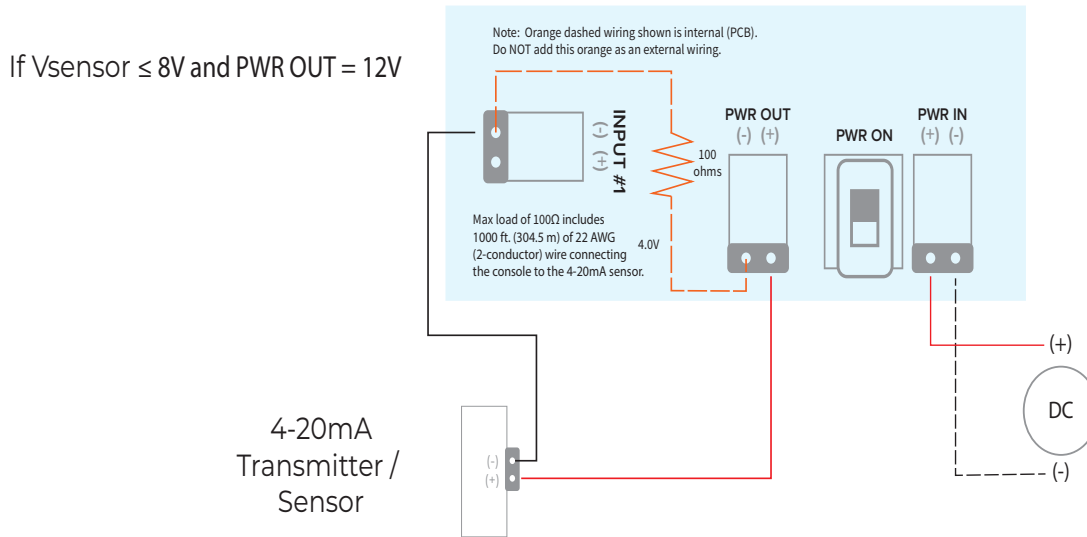 If Vsensor ≤ 8V and PWR OUT = 12V
Note: Orange dashed wiring shown is internal (PCB).
Do NOT add this orange as an external wiring.
INPUT #1
(-) (+)
100
ohms
PWR OUT
(-) (+)
PWR ON
PWR IN
(+) (-)
Max load of 100Ω includes
1000 ft. (304.5 m) of 22 AWG
(2-conductor) wire connecting
the console to the 4-20mA sensor.
4.0V
(+)
DC
(-)
4-20mA
Transmitter /
Sensor
(-)
(+)